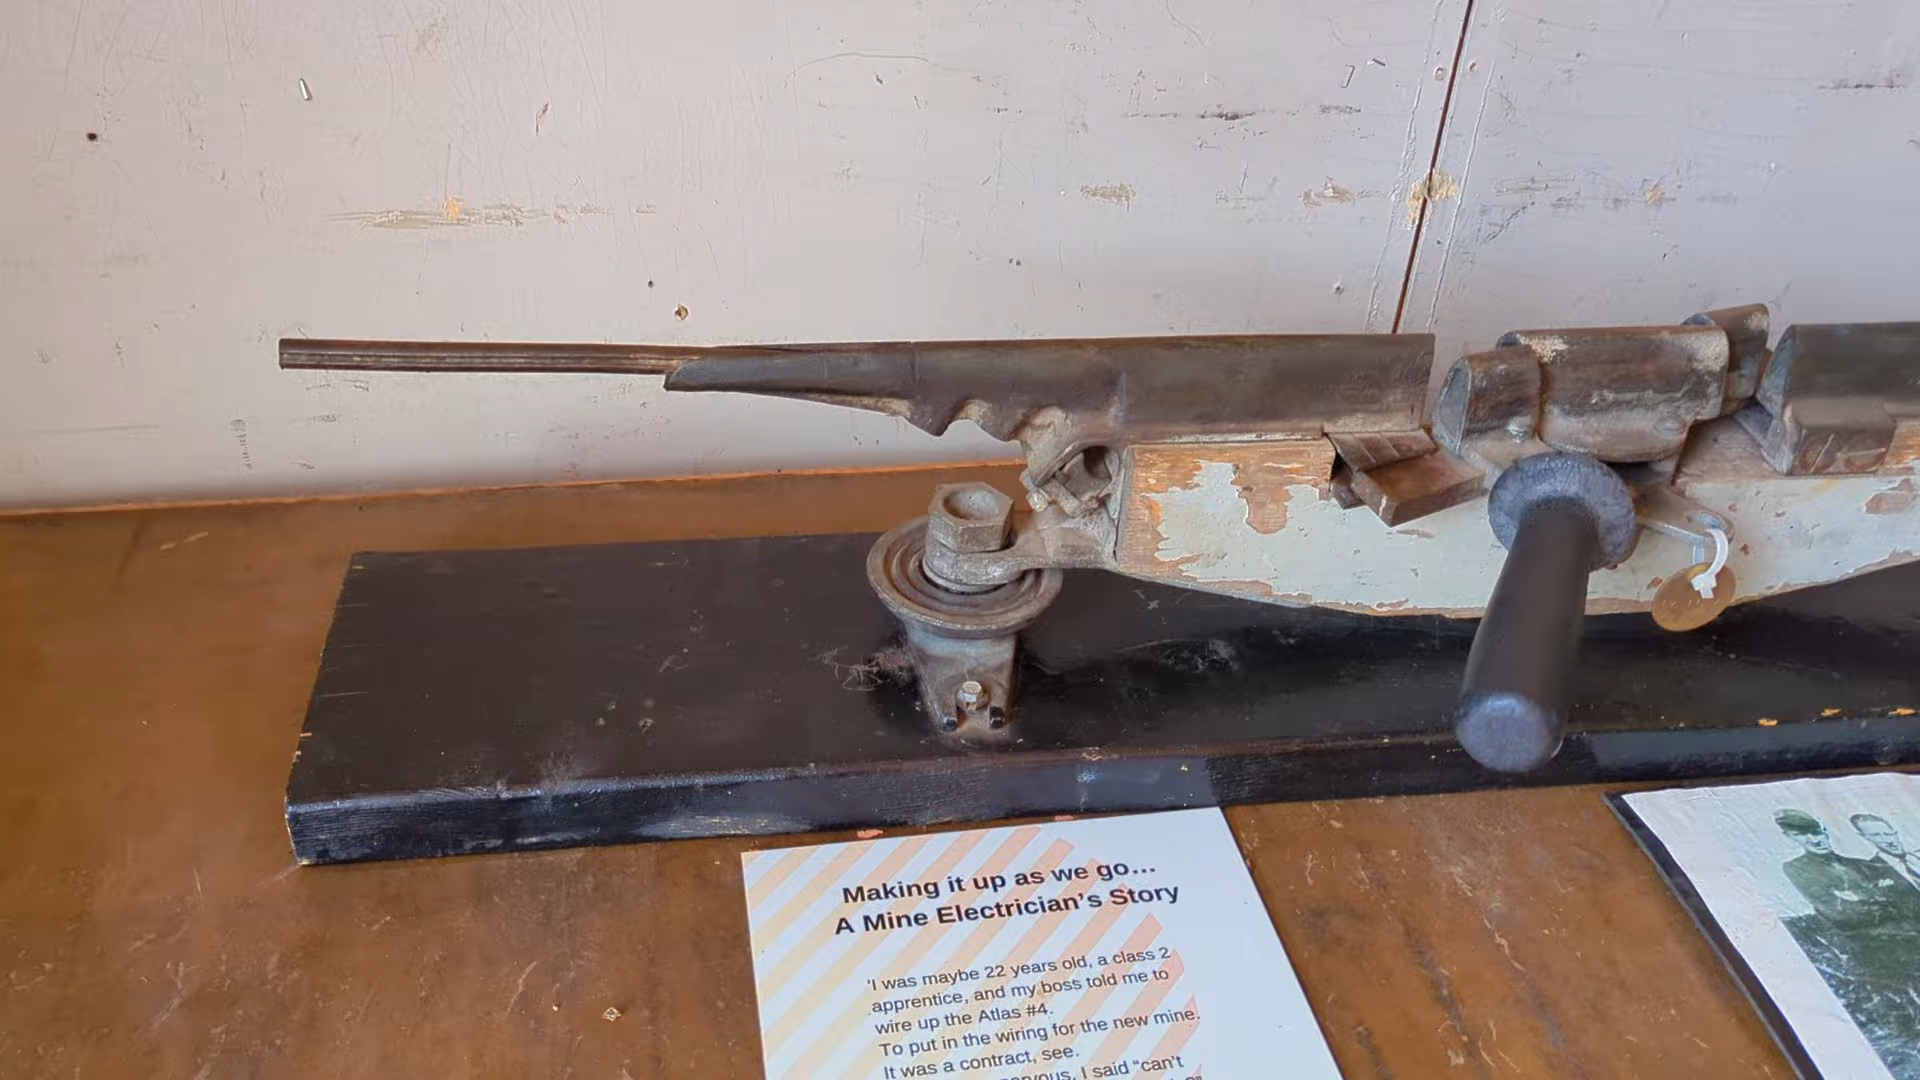 Making it up as we go...
A Mine Electrician's Story
'I was maybe 22 years old, a class 2
apprentice, and my boss told me to
wire up the Atlas #4.
To put in the wiring for the new mine.
It was a contract, see.
I said “can't